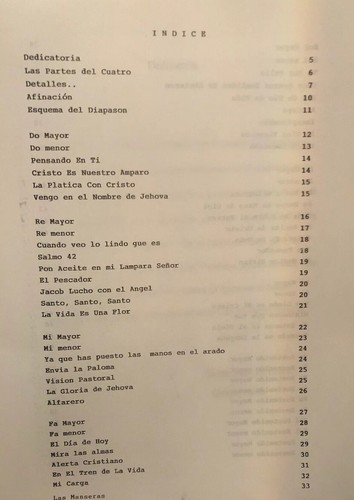 I N D I C E
Dedicatoria 5
Las Partes del Cuatro 6
Detalles.. 7
Afinación 10
Esquema del Diapason 11
Do Mayor 12
Do menor 13
Pensando En Ti 14
Cristo Es Nuestro Amparo 14
La Platica Con Cristo 15
Vengo en el Nombre de Jehova 15
Re Mayor 16
Re menor 17
Cuando veo lo lindo que es 18
Salmo 42 18
Pon Aceite en mi Lampara Señor 19
El Pescador 19
Jacob Lucho con el Angel 20
Santo, Santo, Santo 20
La Vida Es Una Flor 21
Mi Mayor 22
Mi menor 23
Ya que has puesto las manos en el arado 24
Envia la Paloma 24
Vision Pastoral 25
La Gloria de Jehova 25
Alfarero 26
Fa Mayor 27
Fa menor 28
El Día de Hoy 29
Mira las almas 29
Alerta Cristiano 30
En El Tren de La Vida 31
Mi Carga 32
Las Manseras 33